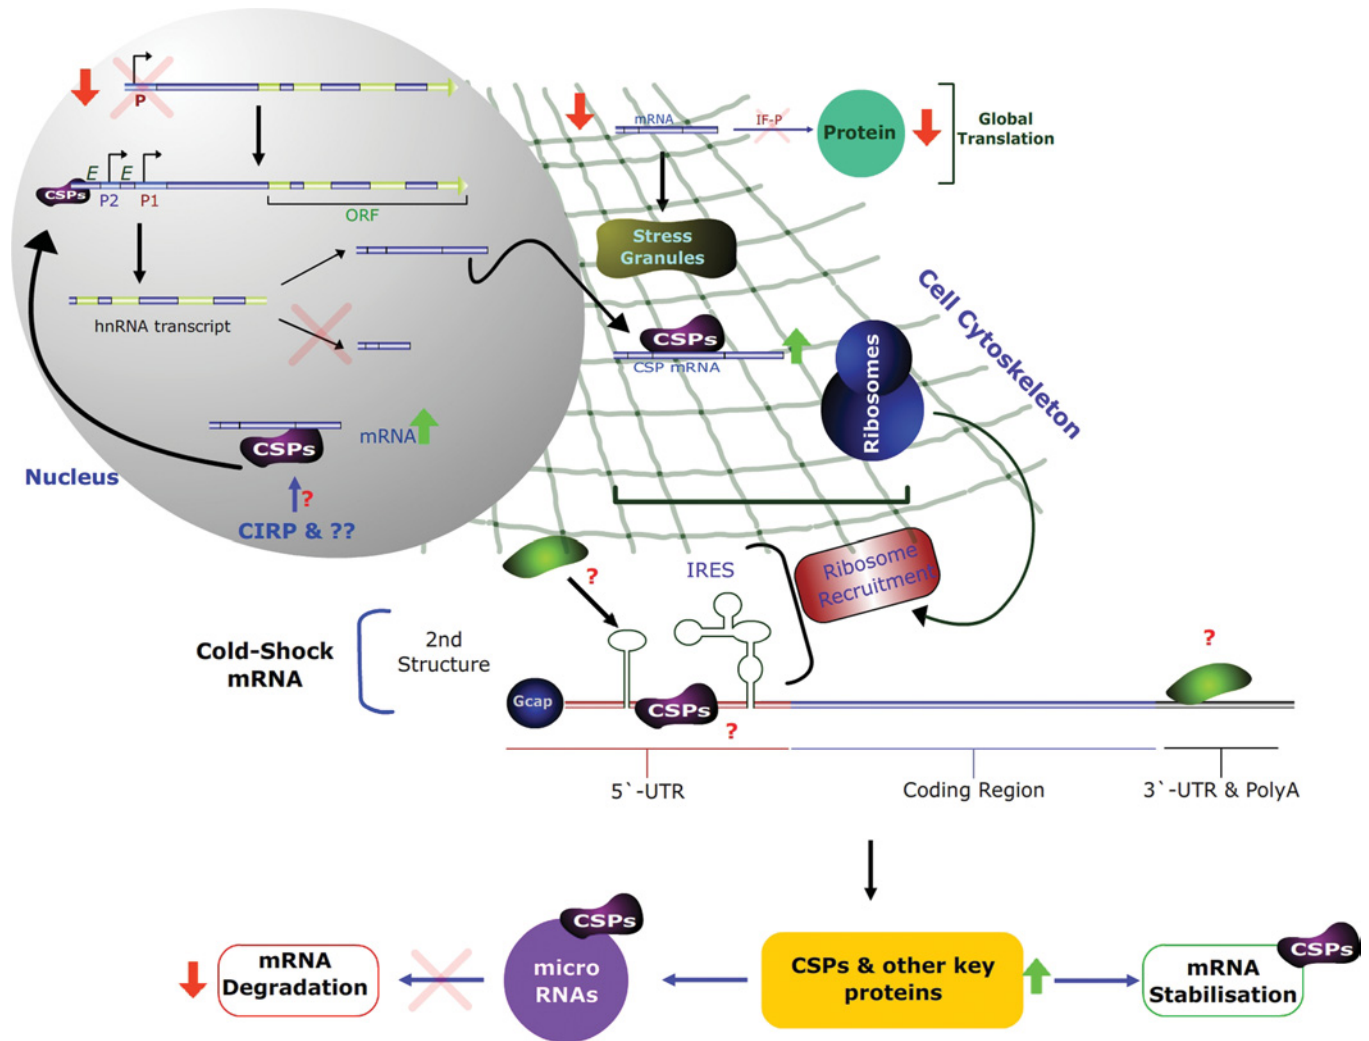 P
E
E
CSPs
P2
P1
ORF
hnRNA transcript
mRNA
CSPs
Nucleus
?
CIRP & ??
mRNA
IF-P
Protein
Global
Translation
Stress
Granules
CSPs
CSP mRNA
Ribosomes
Cell Cytoskeleton
?
IRES
Ribosome
Recruitment
Cold-Shock
mRNA
2nd
Structure
Gcap
CSPs
?
?
5`-UTR
Coding Region
3`-UTR & PolyA
mRNA
Degradation
CSPs
micro
RNAs
CSPs & other key
proteins
CSPs
mRNA
Stabilisation